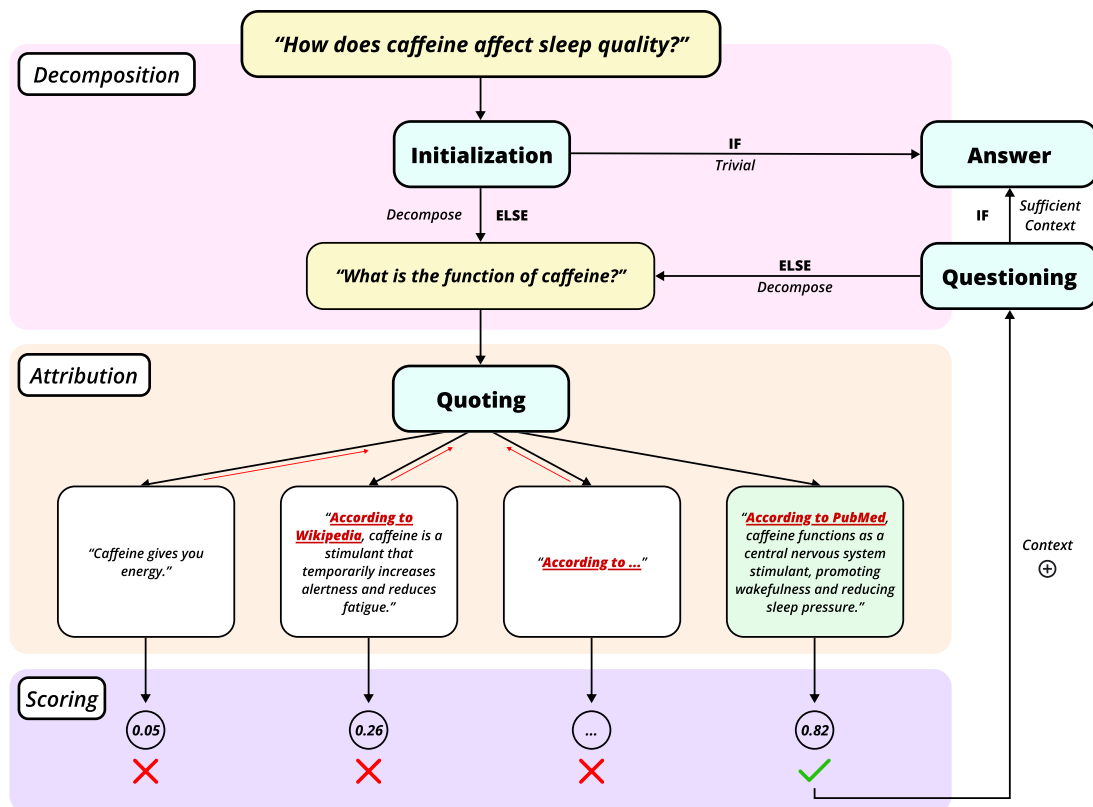 “How does caffeine affect sleep quality?”
Decomposition
Initialization
IF
Trivial
Answer
Decompose
ELSE
IF
Sufficient
Context
“What is the function of caffeine?”
ELSE
Decompose
Questioning
Attribution
Quoting
“Caffeine gives you
energy.”
“According to
Wikipedia, caffeine is a
stimulant that
temporarily increases
alertness and reduces
fatigue.”
“According to ...”
“According to PubMed,
caffeine functions as a
central nervous system
stimulant, promoting
wakefulness and reducing
sleep pressure.”
Context
Scoring
0.05
0.26
...
0.82